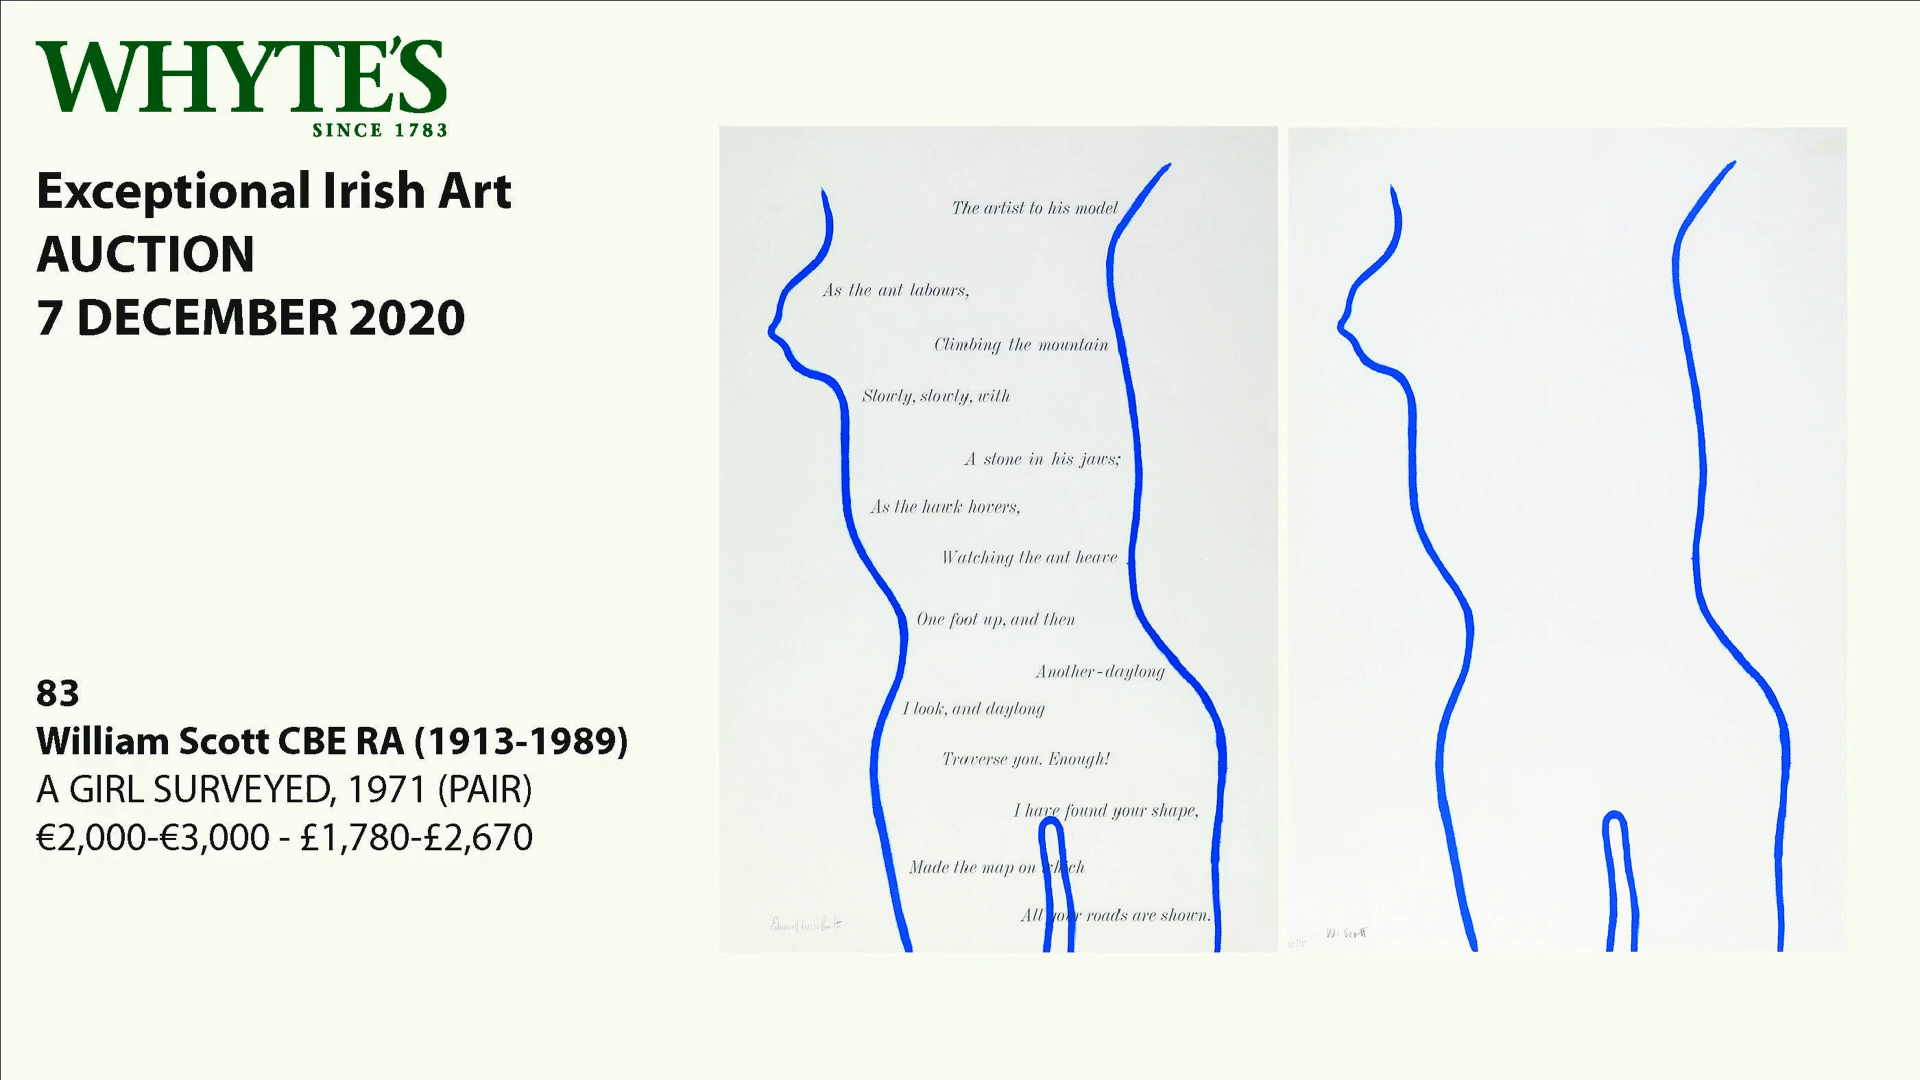 WHYTE'S
SINCE 1783
Exceptional Irish Art
AUCTION
7 DECEMBER 2020
83
William Scott CBE RA (1913-1989)
A GIRL SURVEYED, 1971 (PAIR)
€2,000-€3,000 - £1,780-£2,670
The artist to his model
As the ant labours,
Climbing the mountain
Slowly, slowly, with
A stone in his jaws;
As the hawk hovers,
Watching the ant heave
One foot up, and then
Another-daylong
I look, and daylong
Traverse you. Enough!
I have found your shape,
Made the map on which
All your roads are shown.
W. Scott